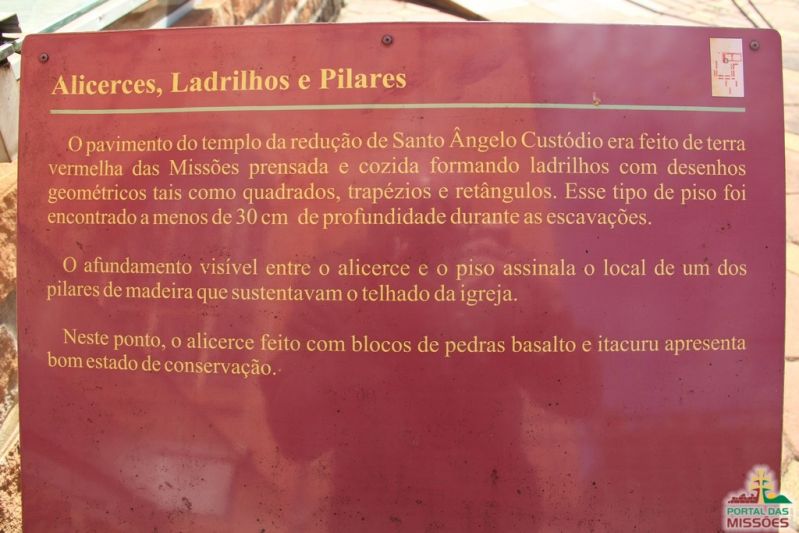 Alicerces, Ladrilhos e Pilares
O pavimento do templo da redução de Santo Ângelo Custódio era feito de terra
vermelha das Missões prensada e cozida formando ladrilhos com desenhos
geométricos tais como quadrados, trapézios e retângulos. Esse tipo de piso foi
encontrado a menos de 30 cm de profundidade durante as escavações.
O afundamento visível entre o alicerce e o piso assinala o local de um dos
pilares de madeira que sustentavam o telhado da igreja.
Neste ponto, o alicerce feito com blocos de pedras basalto e itacuru apresenta
bom estado de conservação.
PORTAL DAS
MISSÕES